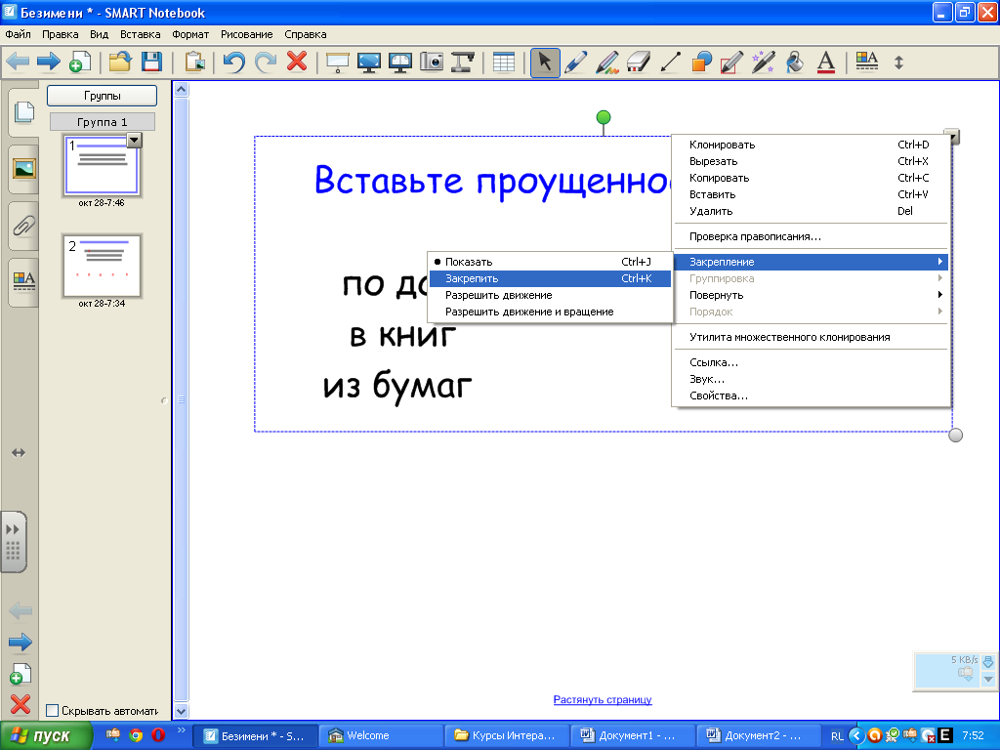 Безимени * - SMART Notebook
Файл Правка Вид Вставка Формат Рисование Справка
Группы
Группа 1
1
окт 28-7:46
2
окт 28-7:34
Скрывать автомати
Вставьте проущенно
по до
в книг
из бумаг
Клонировать Ctrl+D
Вырезать Ctrl+X
Копировать Ctrl+C
Вставить Ctrl+V
Удалить Del
Проверка правописания...
Закрепление
Группировка
Повернуть
Порядок
Утилита множественного клонирования
Ссылка...
Звук...
Свойства...
Показать Ctrl+J
Закрепить Ctrl+K
Разрешить движение
Разрешить движение и вращение
Растянуть страницу
5 KB/s
пуск
Безимени * - S...
Welcome
Курсы Интера...
Документ1 - ...
Документ2 - ...
RL
E
7:52